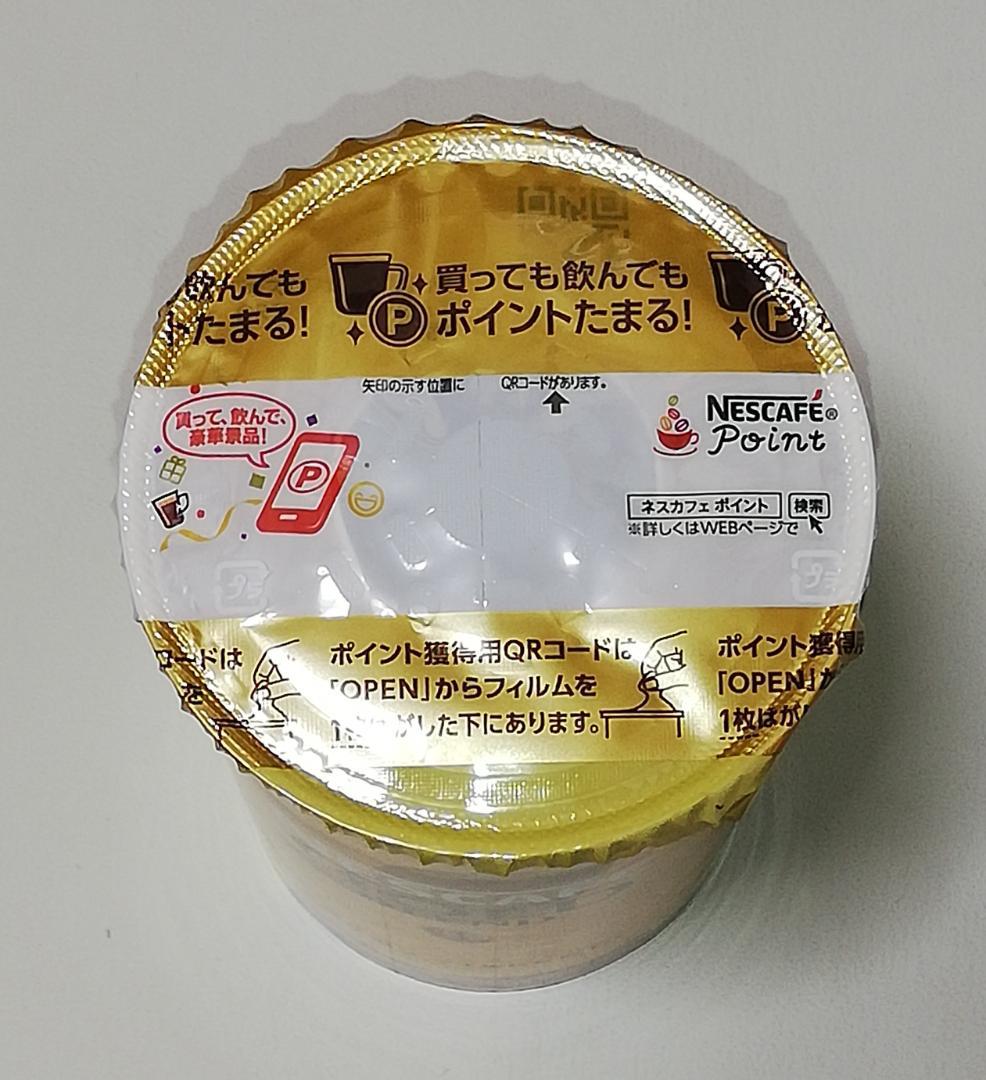 飲んでも
たまる!
買っても飲んでも
ポイントたまる!
P
P
矢印の示す位置に
QRコードがあります。
買って、飲んで、
豪華景品!
P
NESCAFÉ®
Point
ネスカフェ ポイント 検索
※詳しくはWEBページで
プラ
プラ
コードは
を
ポイント獲得用QRコードは
「OPEN」からフィルムを
がした下にあります。
ポイント獲得
「OPEN」か
1枚はが